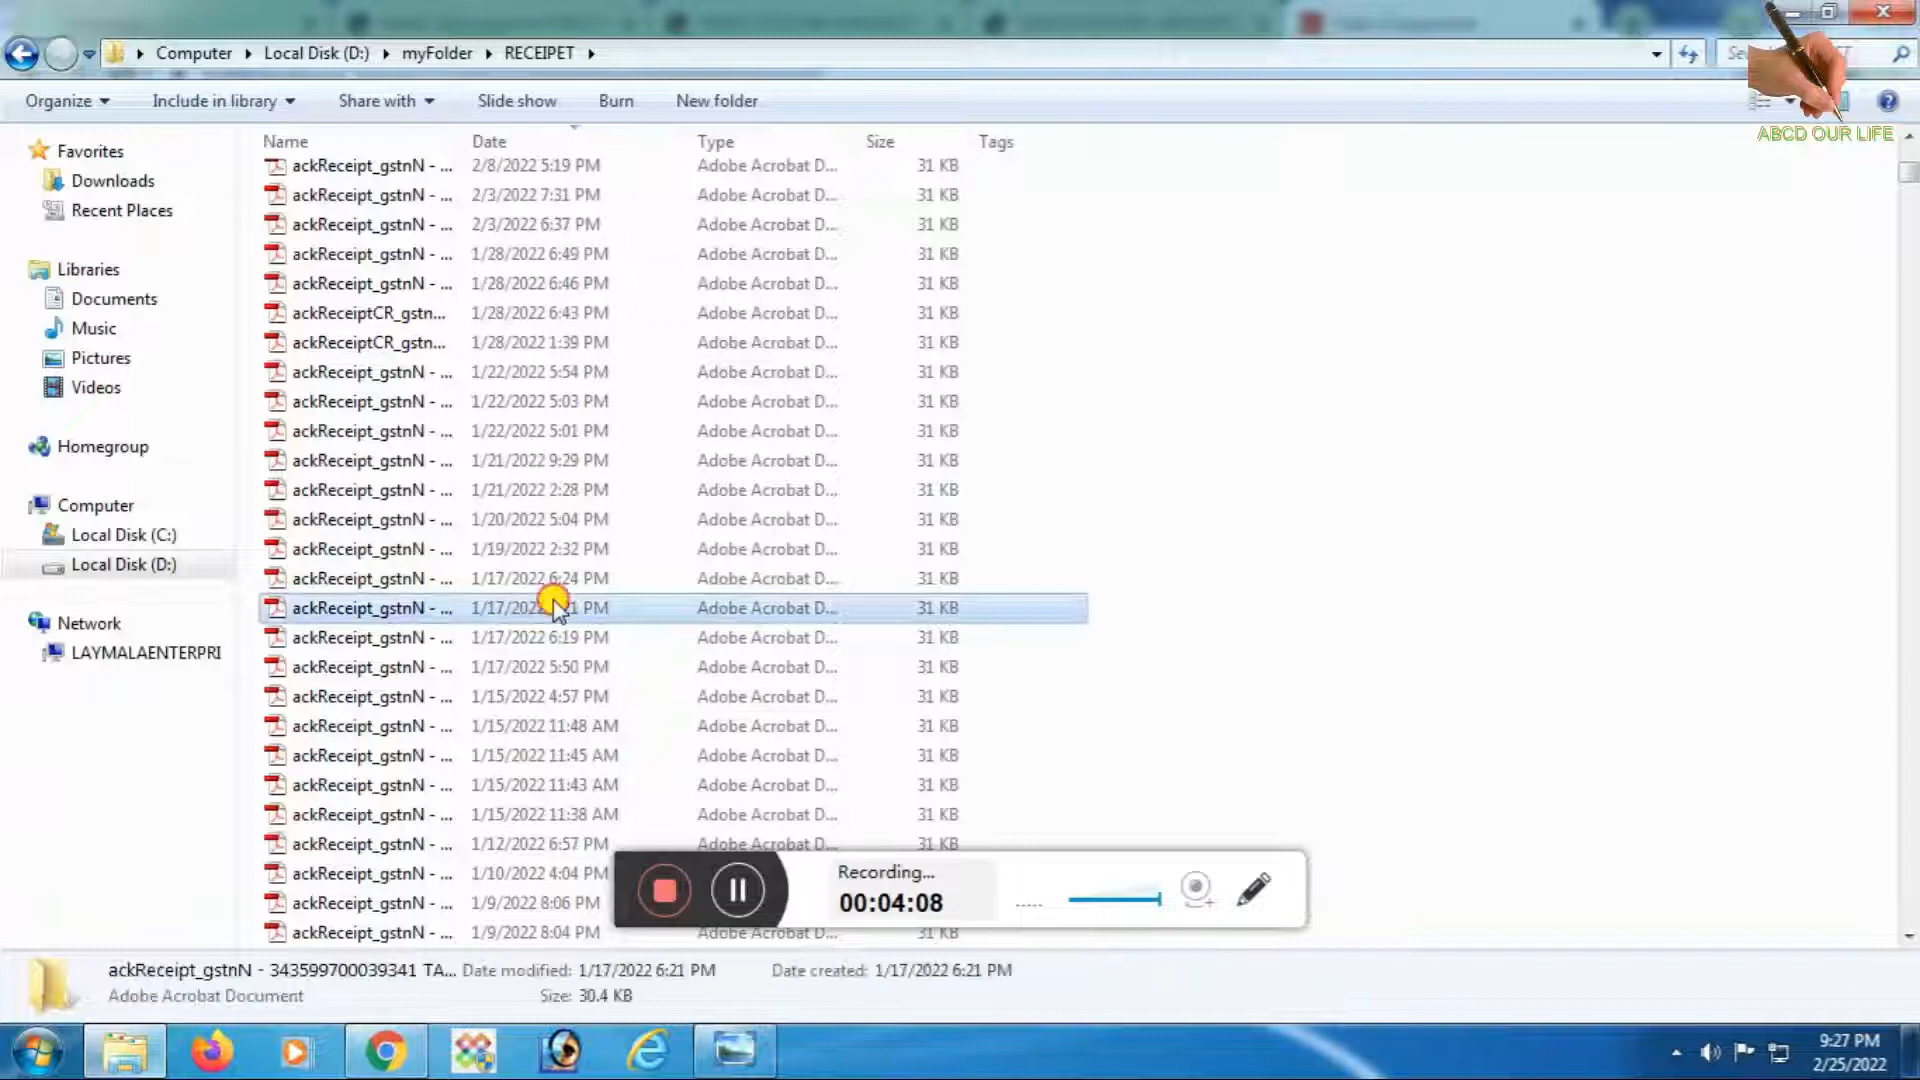 Computer Local Disk (D:) myFolder RECEIPET
ABCD OUR LIFE
Organize Include in library Share with Slide show Burn New folder
Favorites
Downloads
Recent Places
Libraries
Documents
Music
Pictures
Videos
Homegroup
Computer
Local Disk (C:)
Local Disk (D:)
Network
LAYMALAENTERPRI
Name Date Type Size Tags
ackReceipt_gstnN - ... 2/8/2022 5:19 PM Adobe Acrobat D... 31 KB
ackReceipt_gstnN - ... 2/3/2022 7:31 PM Adobe Acrobat D... 31 KB
ackReceipt_gstnN - ... 2/3/2022 6:37 PM Adobe Acrobat D... 31 KB
ackReceipt_gstnN - ... 1/28/2022 6:49 PM Adobe Acrobat D... 31 KB
ackReceipt_gstnN - ... 1/28/2022 6:46 PM Adobe Acrobat D... 31 KB
ackReceiptCR_gstn... 1/28/2022 6:43 PM Adobe Acrobat D... 31 KB
ackReceiptCR_gstn... 1/28/2022 1:39 PM Adobe Acrobat D... 31 KB
ackReceipt_gstnN - ... 1/22/2022 5:54 PM Adobe Acrobat D... 31 KB
ackReceipt_gstnN - ... 1/22/2022 5:03 PM Adobe Acrobat D... 31 KB
ackReceipt_gstnN - ... 1/22/2022 5:01 PM Adobe Acrobat D... 31 KB
ackReceipt_gstnN - ... 1/21/2022 9:29 PM Adobe Acrobat D... 31 KB
ackReceipt_gstnN - ... 1/21/2022 2:28 PM Adobe Acrobat D... 31 KB
ackReceipt_gstnN - ... 1/20/2022 5:04 PM Adobe Acrobat D... 31 KB
ackReceipt_gstnN - ... 1/19/2022 2:32 PM Adobe Acrobat D... 31 KB
ackReceipt_gstnN - ... 1/17/2022 6:24 PM Adobe Acrobat D... 31 KB
ackReceipt_gstnN - ... 1/17/2022 PM Adobe Acrobat D... 31 KB
ackReceipt_gstnN - ... 1/17/2022 6:19 PM Adobe Acrobat D... 31 KB
ackReceipt_gstnN - ... 1/17/2022 5:50 PM Adobe Acrobat D... 31 KB
ackReceipt_gstnN - ... 1/15/2022 4:57 PM Adobe Acrobat D... 31 KB
ackReceipt_gstnN - ... 1/15/2022 11:48 AM Adobe Acrobat D... 31 KB
ackReceipt_gstnN - ... 1/15/2022 11:45 AM Adobe Acrobat D... 31 KB
ackReceipt_gstnN - ... 1/15/2022 11:43 AM Adobe Acrobat D... 31 KB
ackReceipt_gstnN - ... 1/15/2022 11:38 AM Adobe Acrobat D... 31 KB
ackReceipt_gstnN - ... 1/12/2022 6:57 PM Adobe Acrobat D... 31 KB
ackReceipt_gstnN - ... 1/10/2022 4:04 PM
ackReceipt_gstnN - ... 1/9/2022 8:06 PM
ackReceipt_gstnN - ... 1/9/2022 8:04 PM Adobe Acrobat D... 31 KB
Recording...
00:04:08
ackReceipt_gstnN - 343599700039341 TA... Date modified: 1/17/2022 6:21 PM Date created: 1/17/2022 6:21 PM
Adobe Acrobat Document Size: 30.4 KB
9:27 PM
2/25/2022